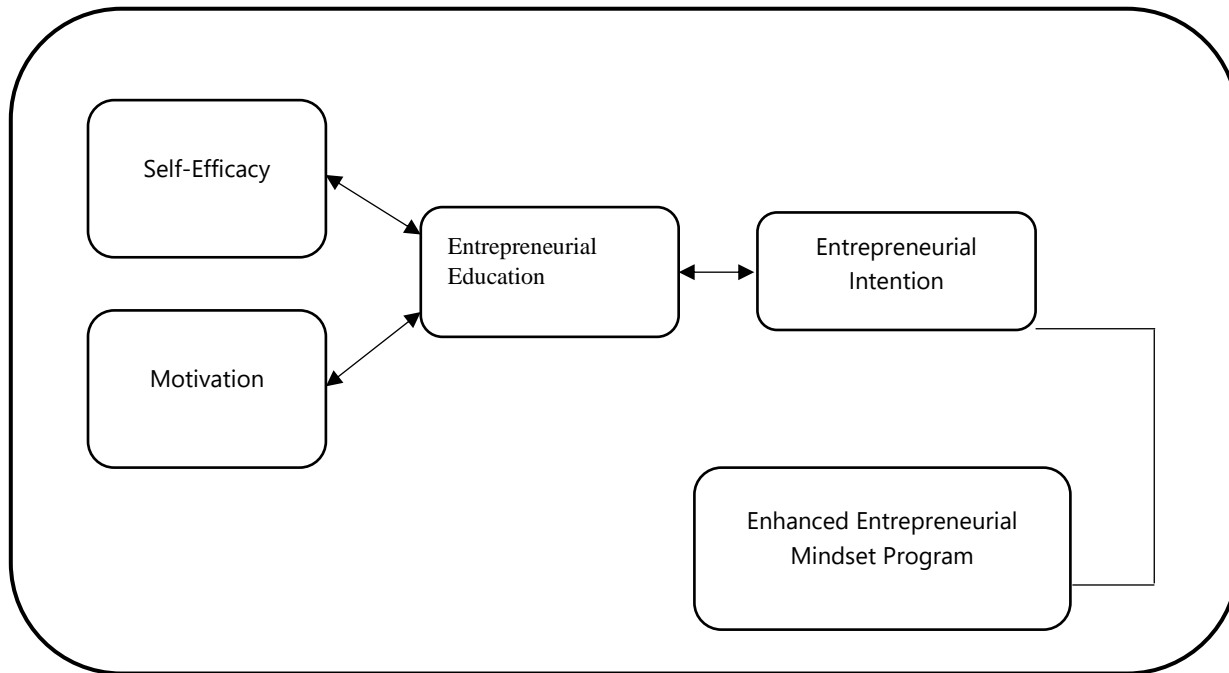 Self-Efficacy
Motivation
Entrepreneurial
Education
Entrepreneurial
Intention
Enhanced Entrepreneurial
Mindset Program